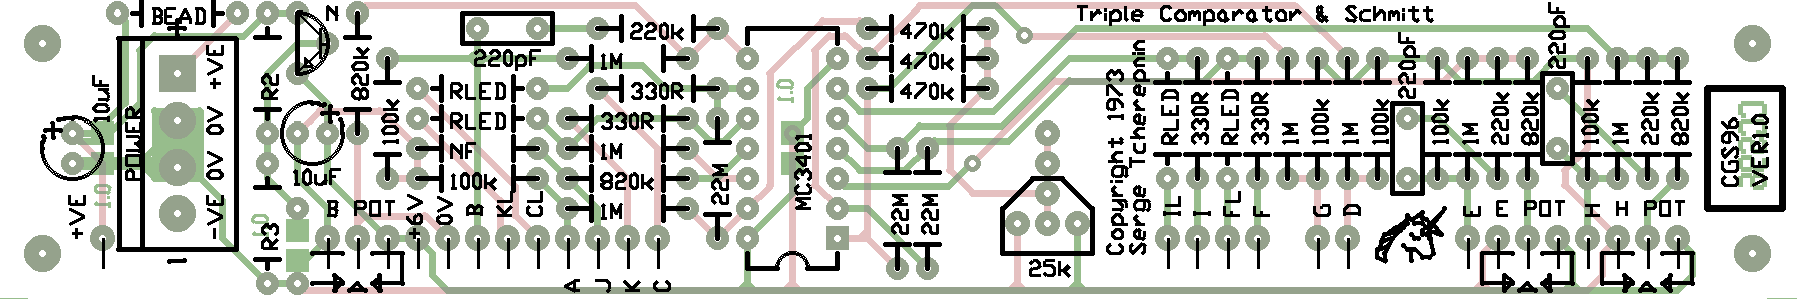 BEAD
N
Triple Comparator & Schmitt
10uF
+VE
0V
0V
-VE
POWER
R2
820k
220pF
220k
1M
330R
330R
1M
820k
1M
RLED
RLED
NF
100k
100k
10uF
0.1
0.1
0.1
+VE
R3
B POT
+6V
0V
B
KL
CL
A
J
K
C
22M
MC3401
470k
470k
470k
22M
22M
25k
Copyright 1973
Serge Tcherepnin
RLED
330R
RLED
330R
1M
100k
100k
220pF
100k
1M
220k
820k
220pF
100k
1M
220k
820k
IL
I
FL
F
G
D
E
E POT
H
H POT
CGS96
VER1.0